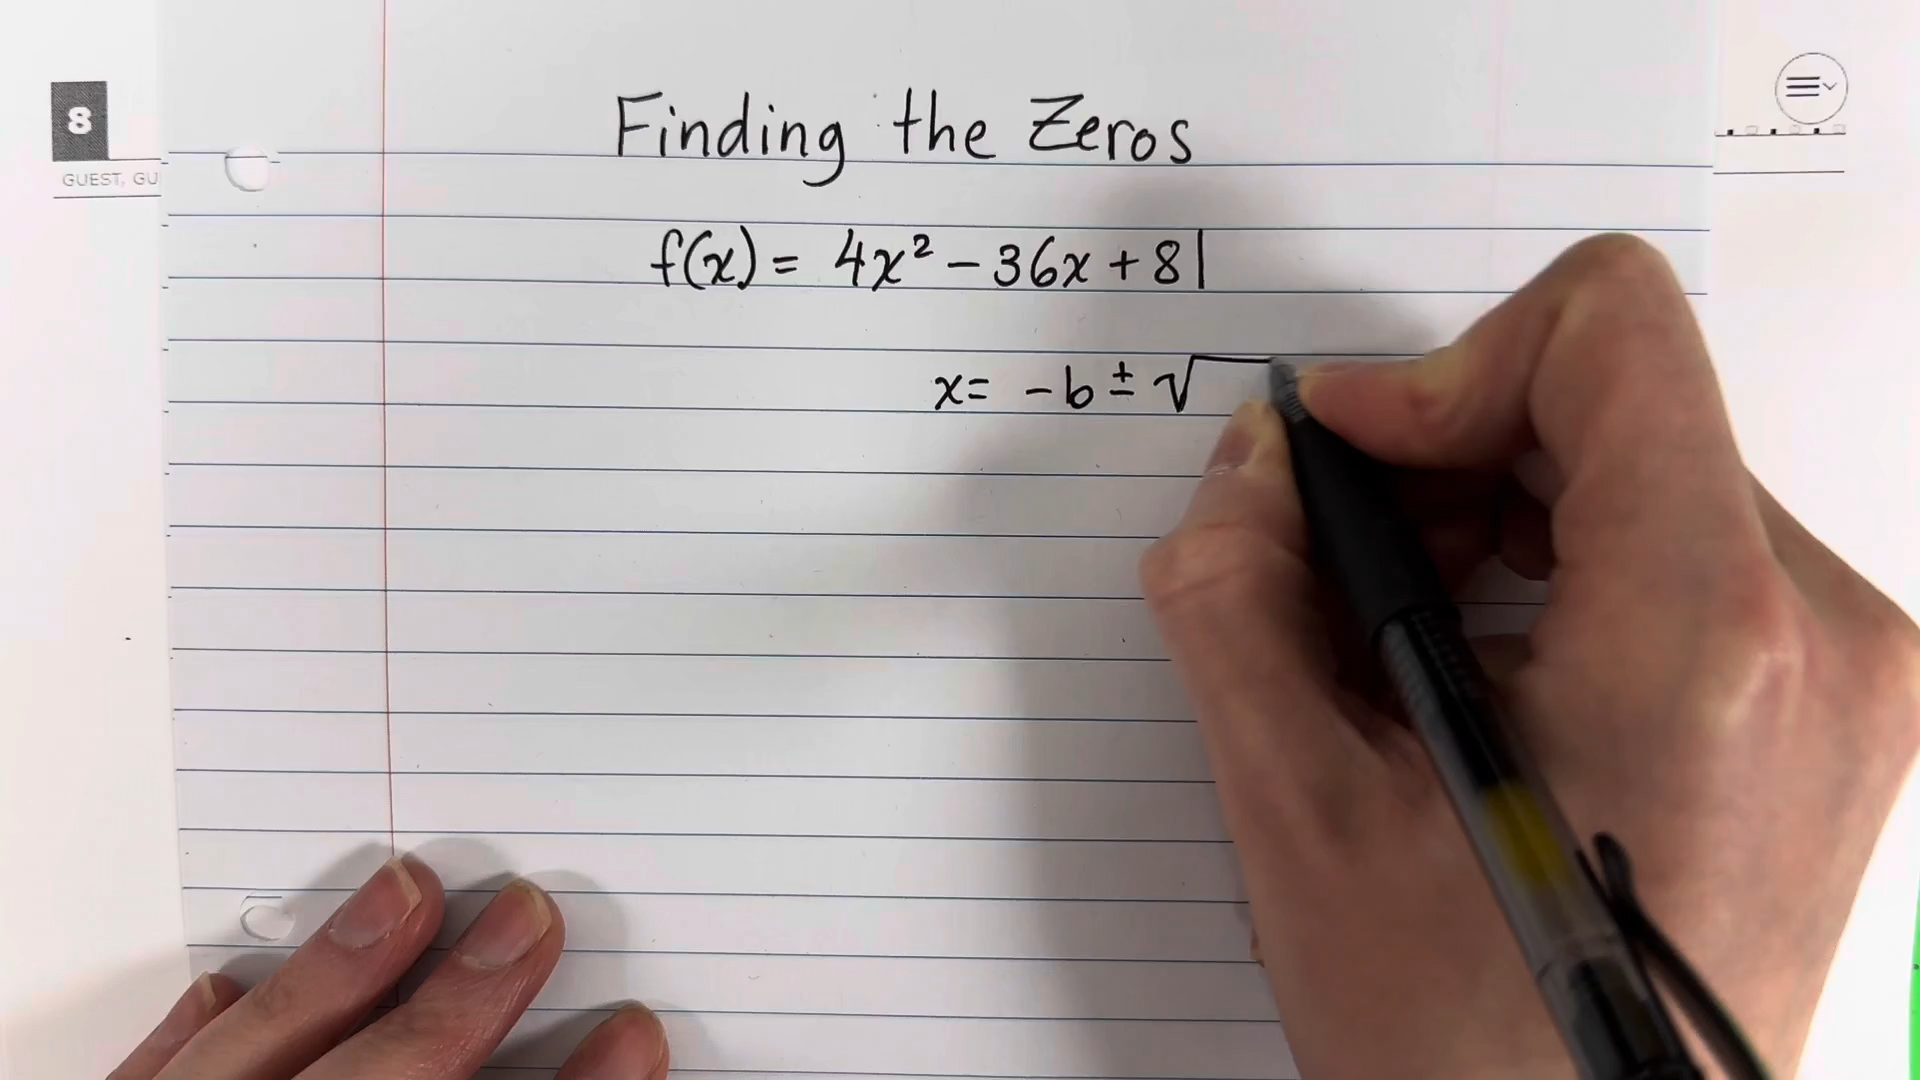 8
GUEST, GU
Finding the Zeros
f(x) = 4x² - 36x + 81
x = -b ± √